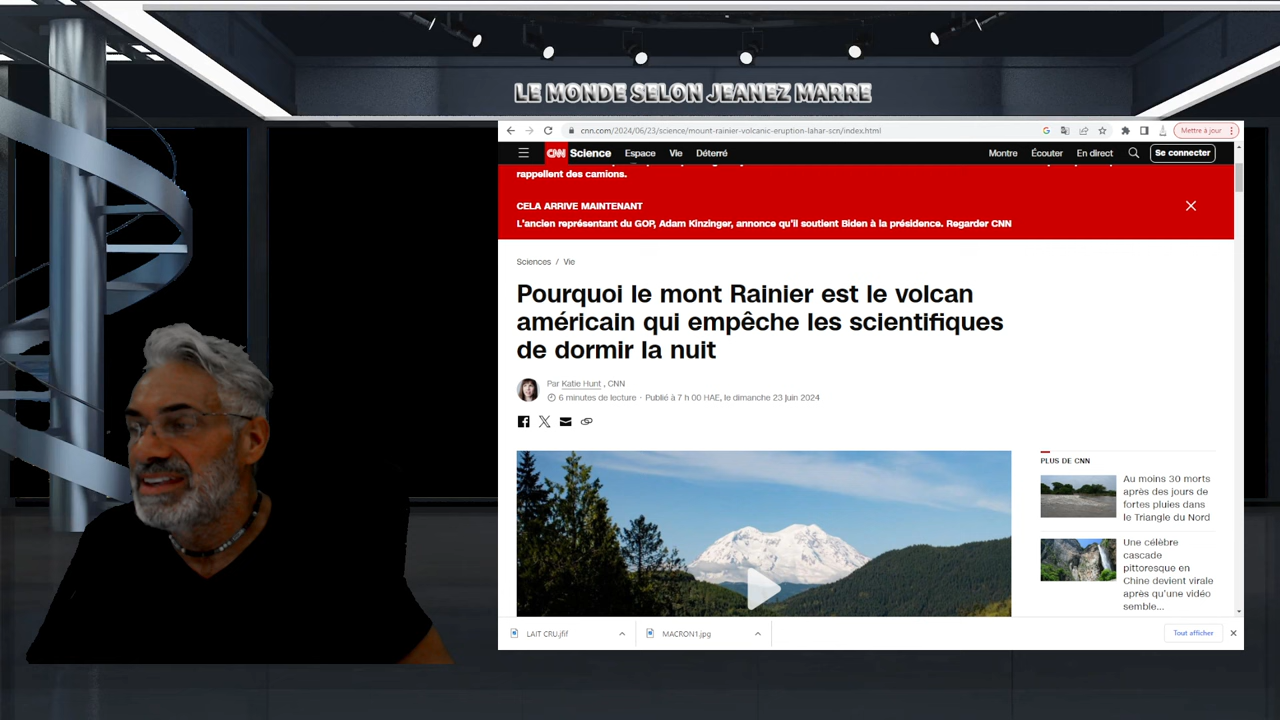 LE MONDE SELON JEANEZ MARRE
cnn.com/2024/06/23/science/mount-rainier-volcanic-eruption-lahar-scn/index.html
Mettre à jour
CNN Science Espace Vie Déterré Montre Écouter En direct Se connecter
rappellent des camions.
CELA ARRIVE MAINTENANT
L'ancien représentant du GOP, Adam Kinzinger, annonce qu'il soutient Biden à la présidence. Regarder CNN
Sciences / Vie
Pourquoi le mont Rainier est le volcan
américain qui empêche les scientifiques
de dormir la nuit
Par Katie Hunt , CNN
6 minutes de lecture · Publié à 7 h 00 HAE, le dimanche 23 juin 2024
PLUS DE CNN
Au moins 30 morts
après des jours de
fortes pluies dans
le Triangle du Nord
Une célèbre
cascade
pittoresque en
Chine devient virale
après qu'une vidéo
semble...
LAIT CRU.jfif
MACRON1.jpg
Tout afficher